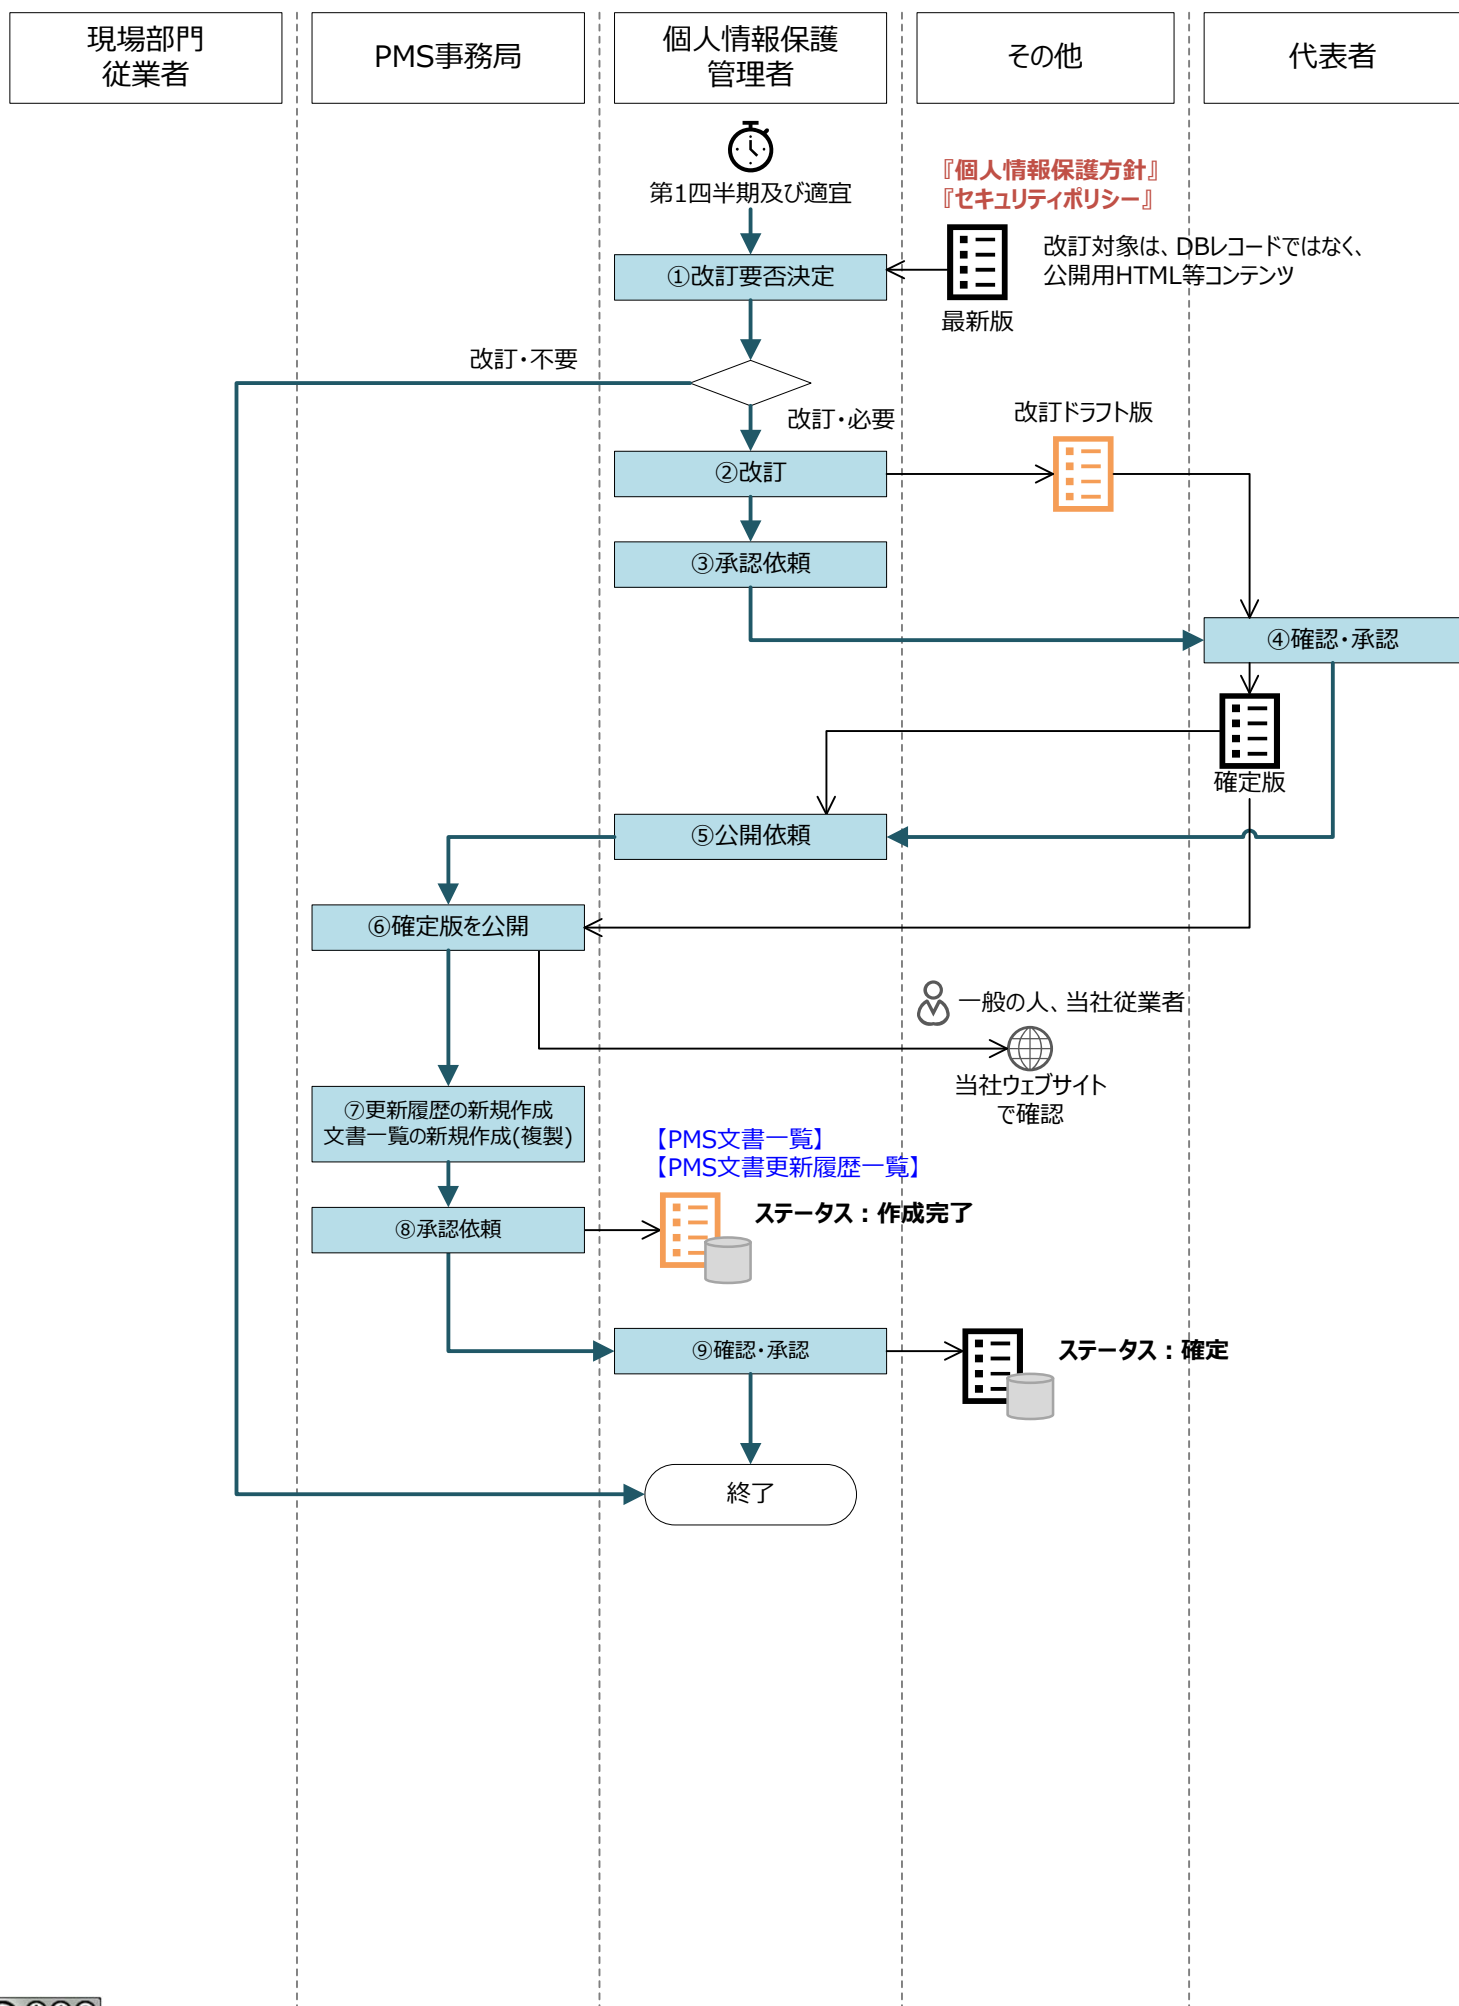 現場部門
従業者
PMS事務局
個人情報保護
管理者
その他
代表者
第1四半期及び適宜
『個人情報保護方針』
『セキュリティポリシー』
改訂対象は、DBレコードではなく、
公開用HTML等コンテンツ
①改訂要否決定
最新版
改訂・不要
改訂・必要
改訂ドラフト版
②改訂
③承認依頼
④確認・承認
確定版
⑤公開依頼
⑥確定版を公開
一般の人、当社従業者
当社ウェブサイト
で確認
⑦更新履歴の新規作成
文書一覧の新規作成(複製)
【PMS文書一覧】
【PMS文書更新履歴一覧】
ステータス：作成完了
⑧承認依頼
⑨確認・承認
ステータス：確定
終了